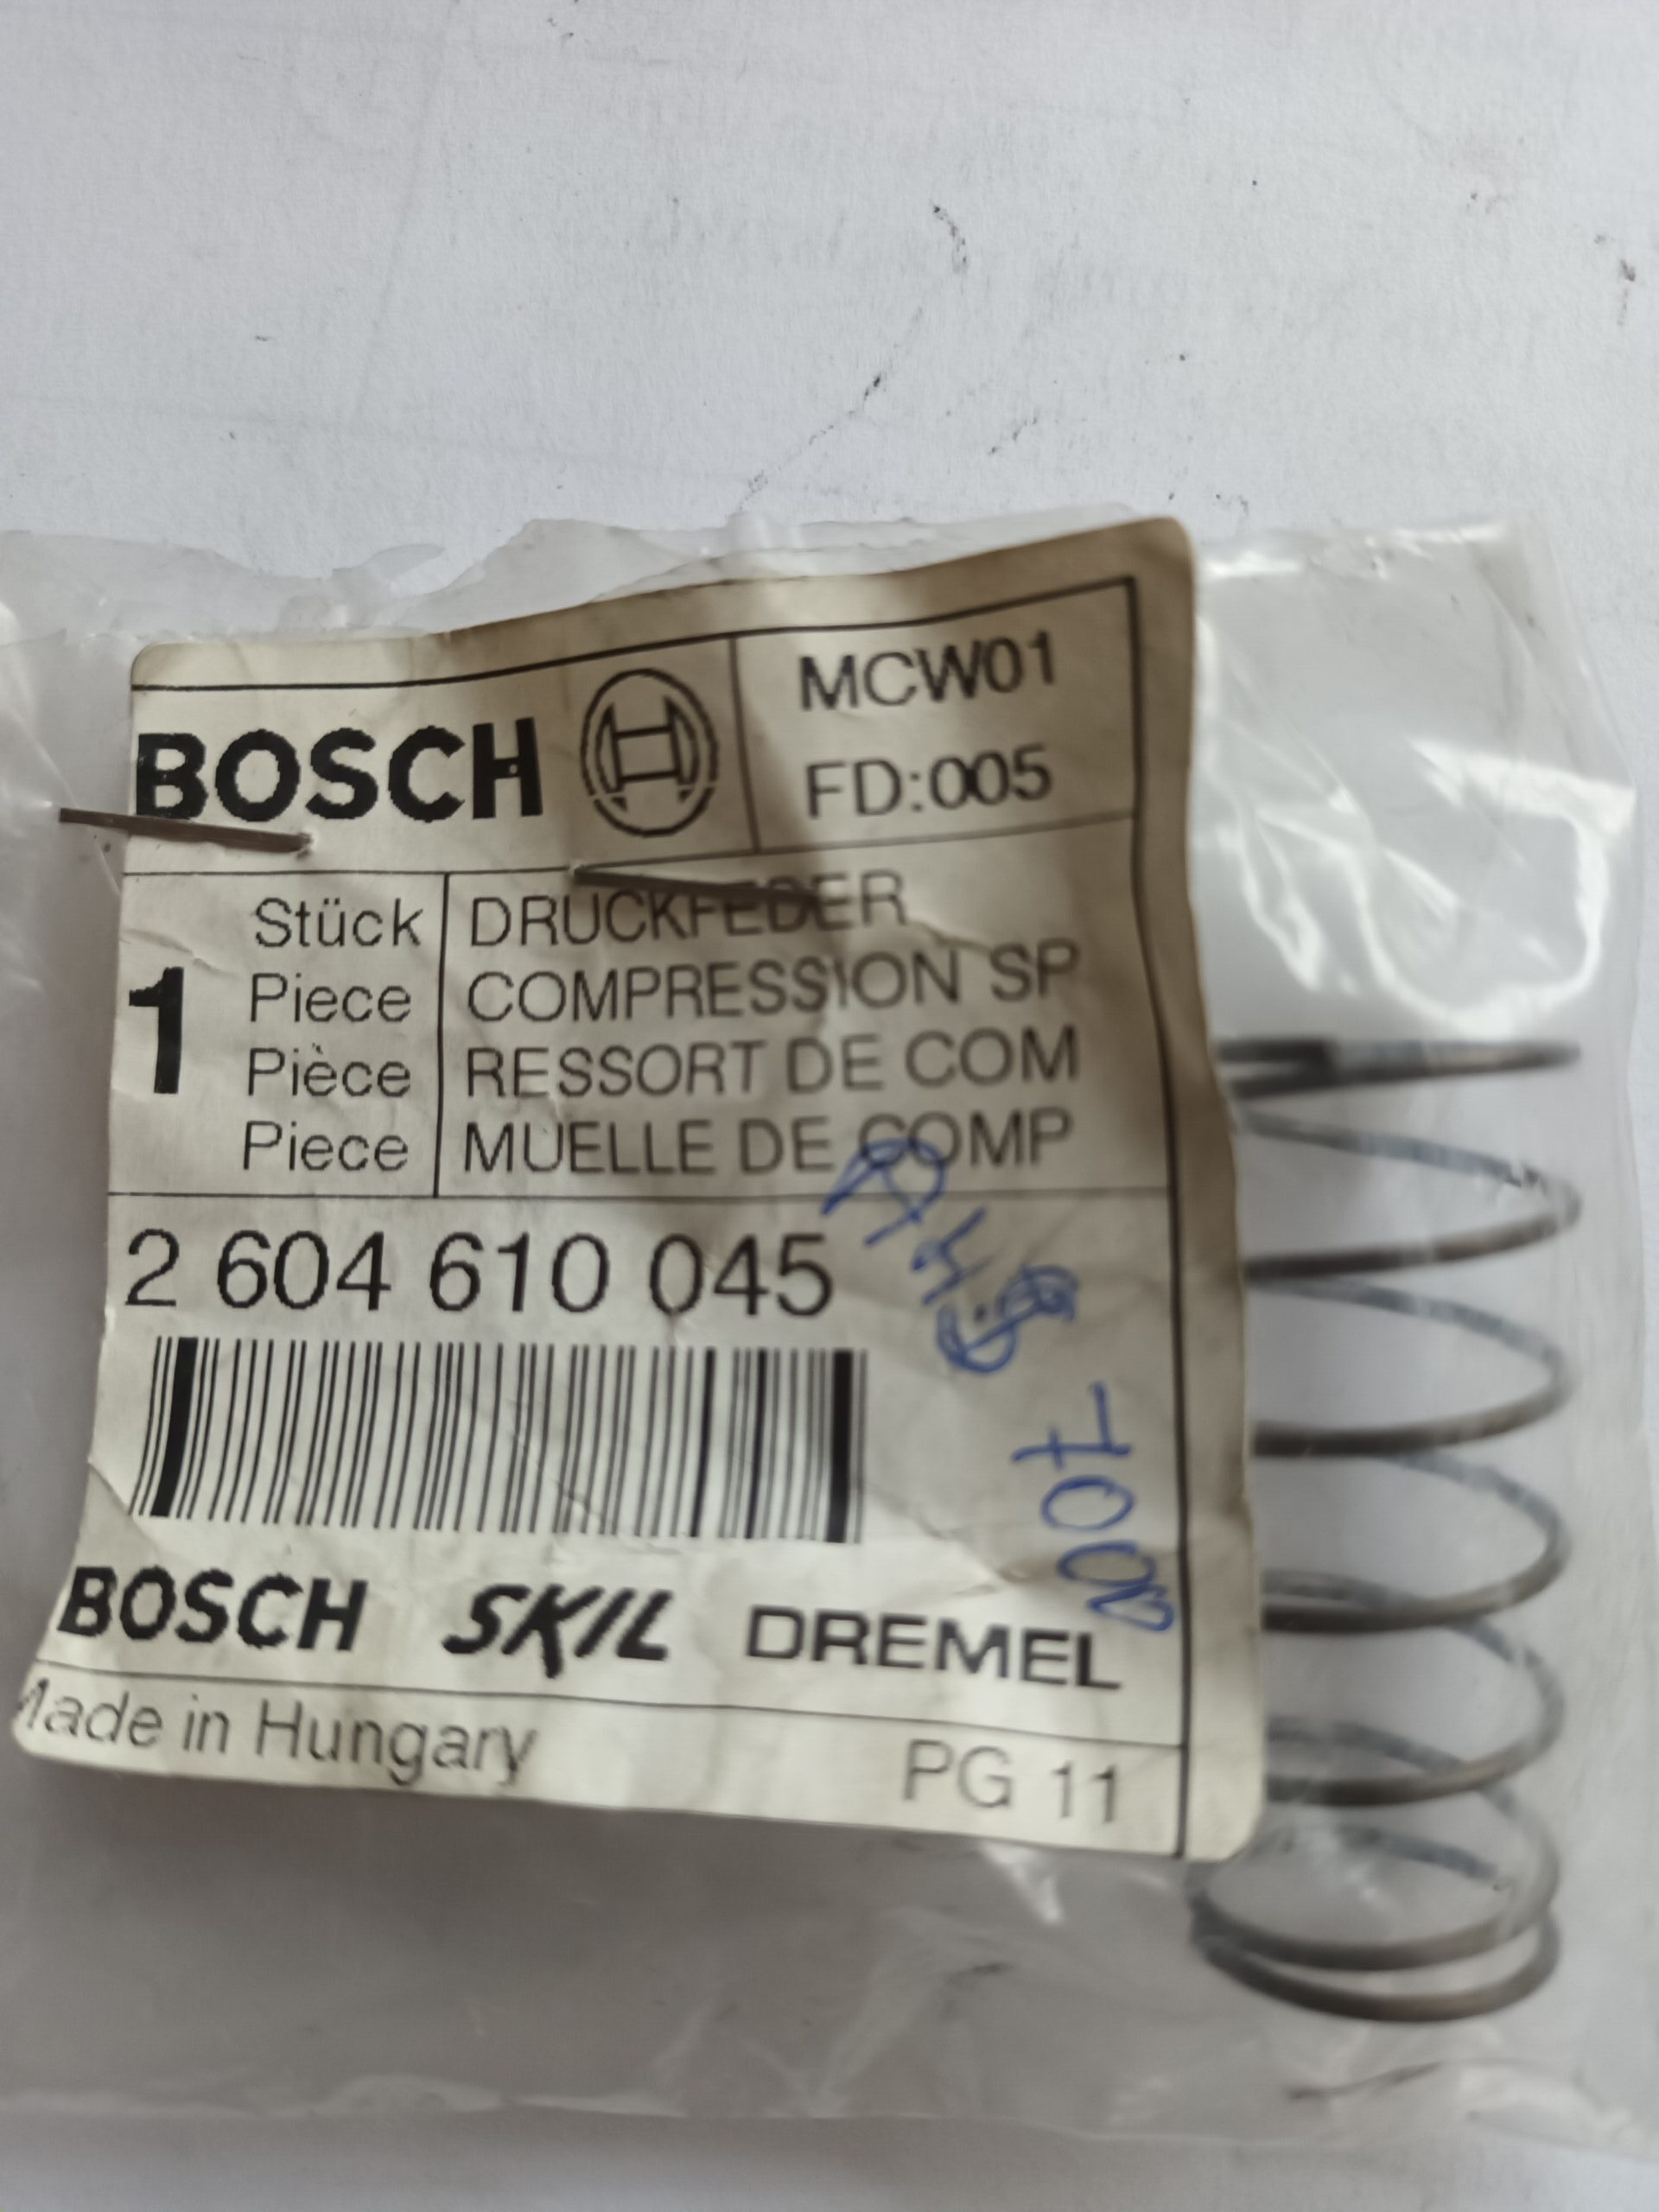 BOSCH
MCW01
FD:005
1
Stück
Piece
Pièce
Piece
DRUCKFEDER
COMPRESSION SP
RESSORT DE COM
MUELLE DE COMP
2 604 610 045
700
BOSCH SKIL DREMEL
Made in Hungary
PG 11